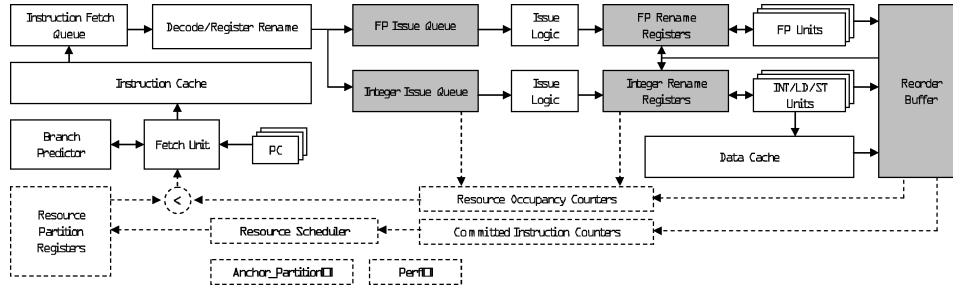 Instruction Fetch
Queue
Decode/Register Rename
FP Issue Queue
Issue
Logic
FP Rename
Registers
FP Units
Instruction Cache
Integer Issue Queue
Issue
Logic
Integer Rename
Registers
INT/LD/ST
Units
Reorder
Buffer
Branch
Predictor
Fetch Unit
PC
Data Cache
Resource
Partition
Registers
<
Resource Occupancy Counters
Resource Scheduler
Committed Instruction Counters
Anchor_Partition
Perf